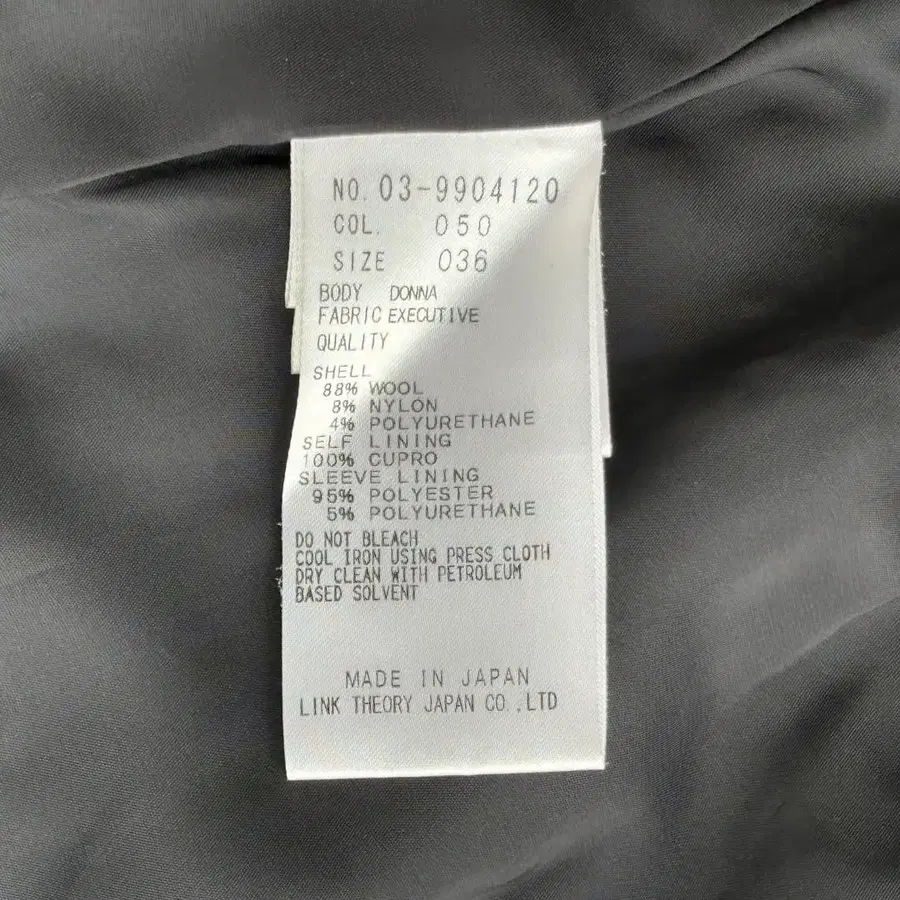 NO. 03-9904120
COL. 050
SIZE 036
BODY DONNA
FABRIC EXECUTIVE
QUALITY
SHELL
88% WOOL
8% NYLON
4% POLYURETHANE
SELF LINING
100% CUPRO
SLEEVE LINING
95% POLYESTER
5% POLYURETHANE
DO NOT BLEACH
COOL IRON USING PRESS CLOTH
DRY CLEAN WITH PETROLEUM
BASED SOLVENT
MADE IN JAPAN
LINK THEORY JAPAN CO.,LTD